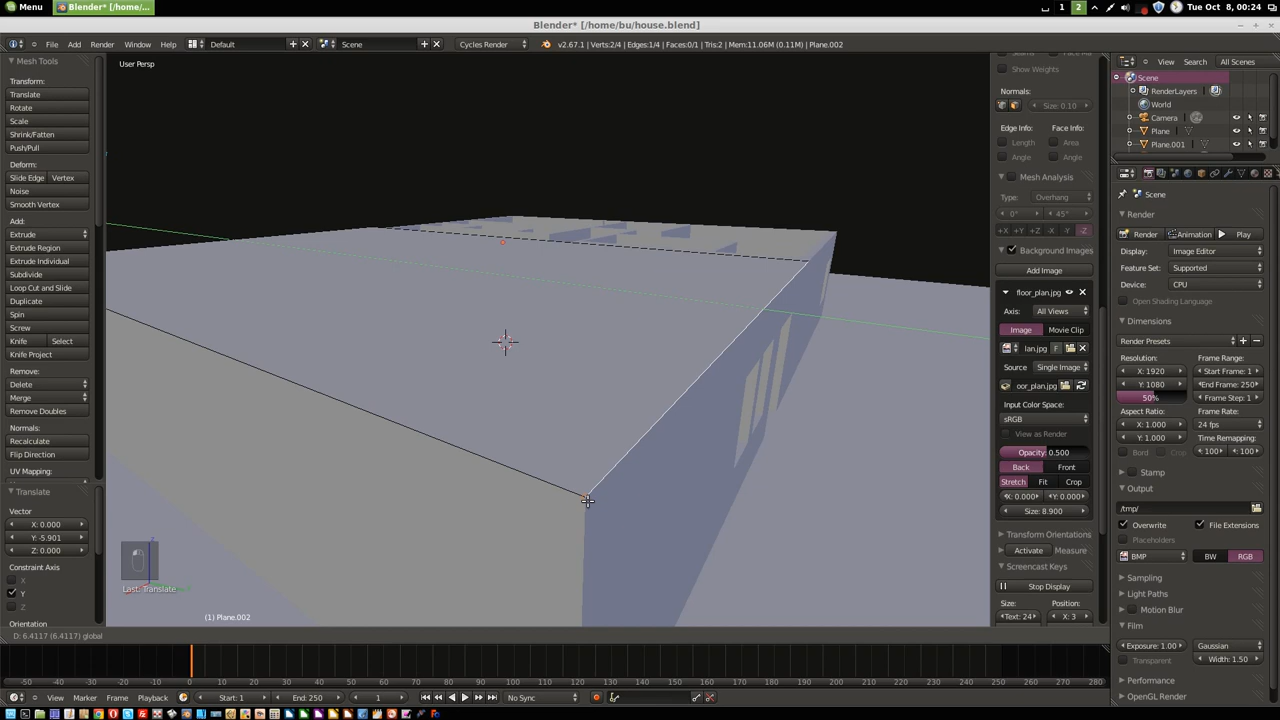 Menu
Blender* [/home/...
1 2
Tue Oct 8, 00:24
Blender* [/home/bu/house.blend]
File Add Render Window Help
Default
Scene
Cycles Render
v2.67.1 | Verts:2/4 | Edges:1/4 | Faces:0/1 | Tris:2 | Mem:11.06M (0.11M) | Plane.002
View Search All Scenes
Mesh Tools
Transform:
Translate
Rotate
Scale
Shrink/Fatten
Push/Pull
Deform:
Slide Edge Vertex
Noise
Smooth Vertex
Add:
Extrude
Extrude Region
Extrude Individual
Subdivide
Loop Cut and Slide
Duplicate
Spin
Screw
Knife Select
Knife Project
Remove:
Delete
Merge
Remove Doubles
Normals:
Recalculate
Flip Direction
UV Mapping:
Translate
Vector
X: 0.000
Y: -5.901
Z: 0.000
Constraint Axis
X
Y
Z
Orientation
User Persp
Last: Translate
(1) Plane.002
D: 6.4117 (6.4117) global
Show Weights
Normals:
Size: 0.10
Edge Info: Face Info:
Length Area
Angle Angle
Mesh Analysis
Type: Overhang
0° 45°
+X +Y +Z -X -Y -Z
Background Images
Add Image
floor_plan.jpg
Axis: All Views
Image Movie Clip
lan.jpg F
Source Single Image
oor_plan.jpg
Input Color Space:
sRGB
View as Render
Opacity: 0.500
Back Front
Stretch Fit Crop
X: 0.000 Y: 0.000
Size: 8.900
Transform Orientations
Activate Measure
Screencast Keys
Stop Display
Size: Position:
Text: 24 X: 3
Scene
RenderLayers
World
Camera
Plane
Plane.001
Scene
Render
Render Animation Play
Display: Image Editor
Feature Set: Supported
Device: CPU
Open Shading Language
Dimensions
Render Presets
Resolution: Frame Range:
X: 1920 Start Frame: 1
Y: 1080 End Frame: 250
50% Frame Step: 1
Aspect Ratio: Frame Rate:
X: 1.000 24 fps
Y: 1.000 Time Remapping:
Bord Crop :100 :100
Stamp
Output
/tmp/
Overwrite File Extensions
Placeholders
BMP BW RGB
Sampling
Light Paths
Motion Blur
Film
Exposure: 1.00 Gaussian
Transparent Width: 1.50
Performance
OpenGL Render
-50 -40 -30 -20 -10 0 10 20 30 40 50 60 70 80 90 100 110 120 130 140 150 160 170 180 190 200 210 220 230 240 250 260 270 280
View Marker Frame Playback Start: 1 End: 250 1 No Sync